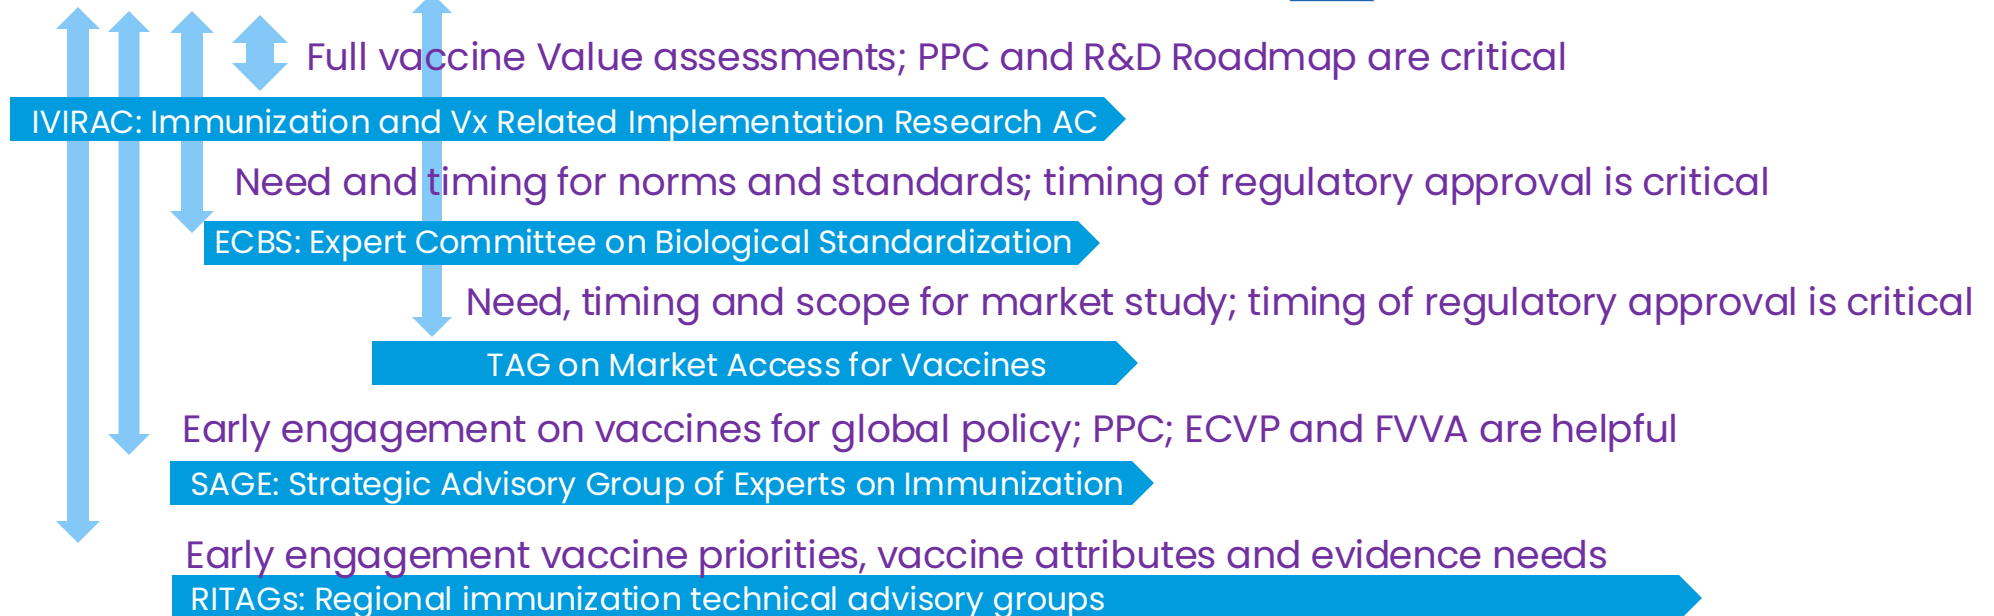 Full vaccine Value assessments; PPC and R&D Roadmap are critical
IVIRAC: Immunization and Vx Related Implementation Research AC
Need and timing for norms and standards; timing of regulatory approval is critical
ECBS: Expert Committee on Biological Standardization
Need, timing and scope for market study; timing of regulatory approval is critical
TAG on Market Access for Vaccines
Early engagement on vaccines for global policy; PPC; ECVP and FVVA are helpful
SAGE: Strategic Advisory Group of Experts on Immunization
Early engagement vaccine priorities, vaccine attributes and evidence needs
RITAGs: Regional immunization technical advisory groups